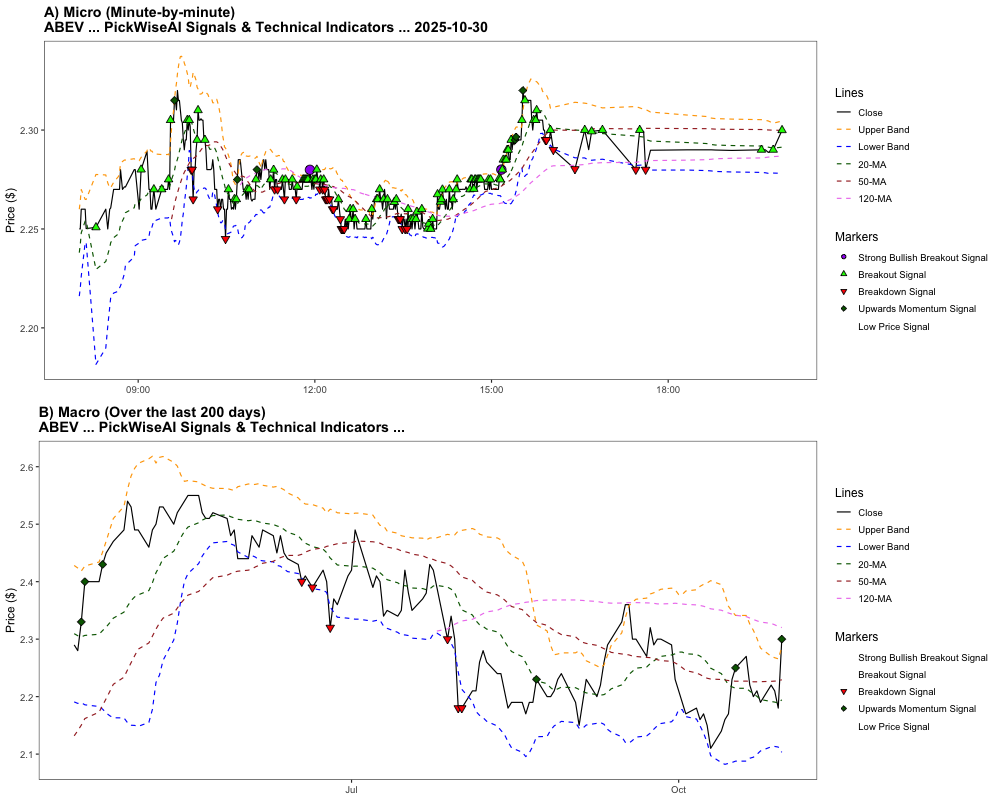 A) Micro (Minute-by-minute)
ABEV ... PickWiseAI Signals & Technical Indicators ... 2025-10-30
Price ($)
2.30
2.25
2.20
09:00
12:00
15:00
18:00
Lines
Close
Upper Band
Lower Band
20-MA
50-MA
120-MA
Markers
Strong Bullish Breakout Signal
Breakout Signal
Breakdown Signal
Upwards Momentum Signal
Low Price Signal
B) Macro (Over the last 200 days)
ABEV ... PickWiseAI Signals & Technical Indicators ...
Price ($)
2.6
2.5
2.4
2.3
2.2
2.1
Jul
Oct
Lines
Close
Upper Band
Lower Band
20-MA
50-MA
120-MA
Markers
Strong Bullish Breakout Signal
Breakout Signal
Breakdown Signal
Upwards Momentum Signal
Low Price Signal